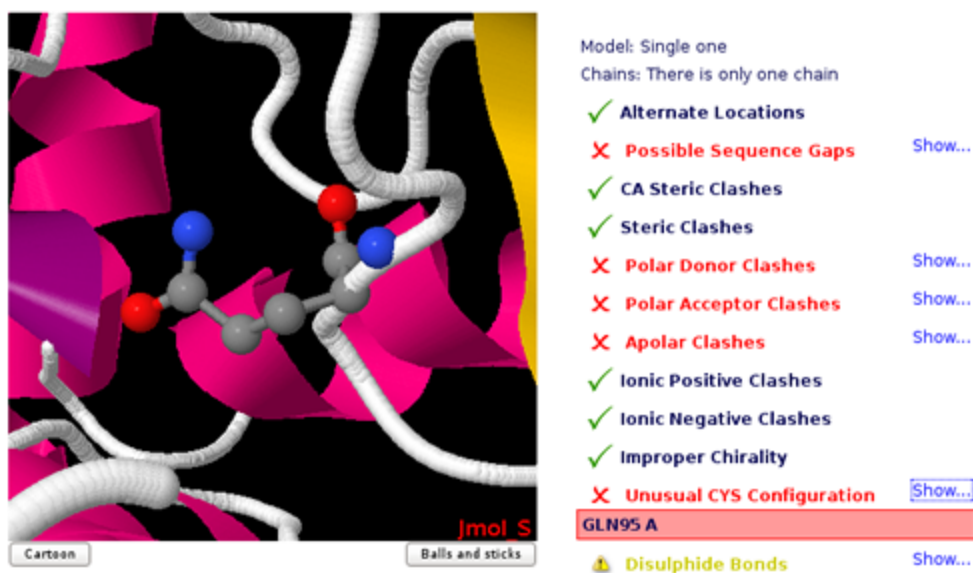 Model: Single one
Chains: There is only one chain
Alternate Locations
Possible Sequence Gaps Show...
CA Steric Clashes
Steric Clashes
Polar Donor Clashes Show...
Polar Acceptor Clashes Show...
Apolar Clashes Show...
Ionic Positive Clashes
Ionic Negative Clashes
Improper Chirality
Unusual CYS Configuration Show...
GLN95 A
Disulphide Bonds Show...
Jmol_S
Cartoon Balls and sticks